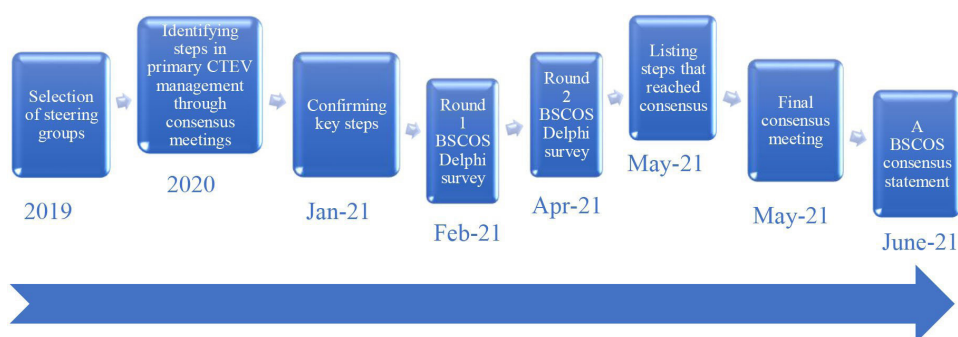 Selection
of steering
groups
2019
Identifying
steps in
primary CTEV
management
through
consensus
meetings
2020
Confirming
key steps
Jan-21
Round
1
BSCOS
Delphi
survey
Feb-21
Round
2
BSCOS
Delphi
survey
Apr-21
Listing
steps that
reached
consensus
May-21
Final
consensus
meeting
May-21
A
BSCOS
consensus
statement
June-21